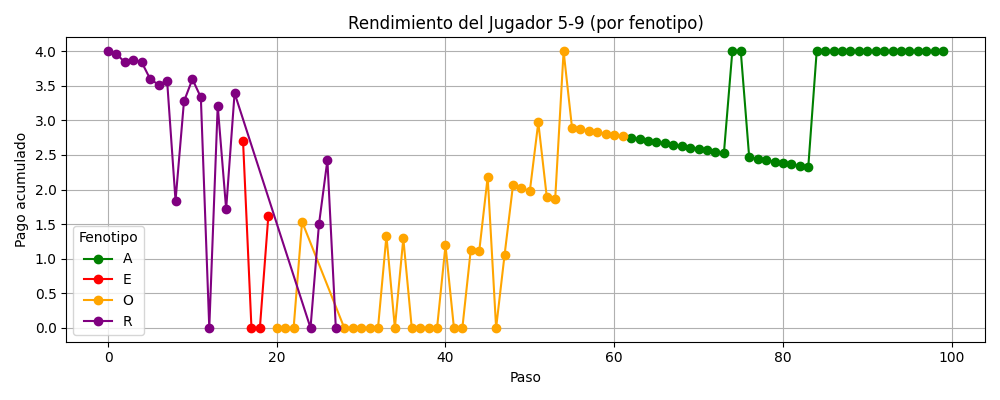 Rendimiento del Jugador 5-9 (por fenotipo)
Pago acumulado
4.0
3.5
3.0
2.5
2.0
1.5
1.0
0.5
0.0
Fenotipo
A
E
O
R
0 20 40 60 80 100
Paso